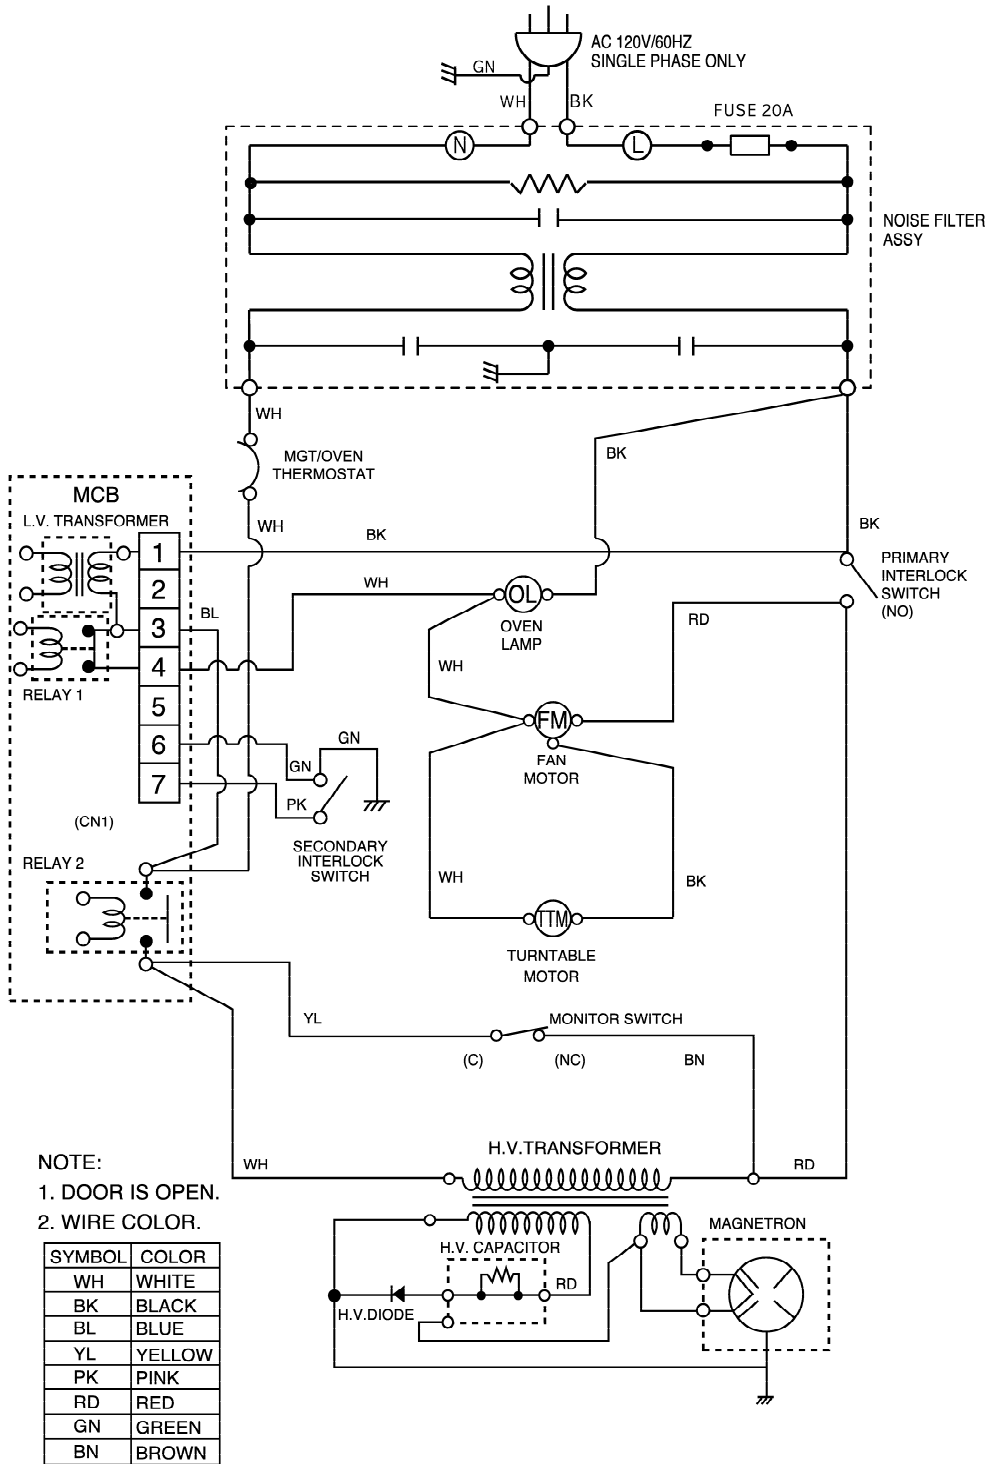 AC 120V/60HZ
SINGLE PHASE ONLY
GN
WH
BK
FUSE 20A
N
L
NOISE FILTER
ASSY
WH
MGT/OVEN
THERMOSTAT
BK
MCB
L.V. TRANSFORMER
WH
BK
BK
1
2
3
4
5
6
7
PRIMARY
INTERLOCK
SWITCH
(NO)
WH
OL
OVEN
LAMP
BL
RD
WH
RELAY 1
FM
FAN
MOTOR
GN
GN
PK
(CN1)
SECONDARY
INTERLOCK
SWITCH
RELAY 2
WH
BK
TTM
TURNTABLE
MOTOR
YL
MONITOR SWITCH
(C)
(NC)
BN
H.V.TRANSFORMER
WH
RD
NOTE:
1. DOOR IS OPEN.
2. WIRE COLOR.
MAGNETRON
H.V. CAPACITOR
RD
H.V.DIODE
SYMBOL COLOR
WH WHITE
BK BLACK
BL BLUE
YL YELLOW
PK PINK
RD RED
GN GREEN
BN BROWN